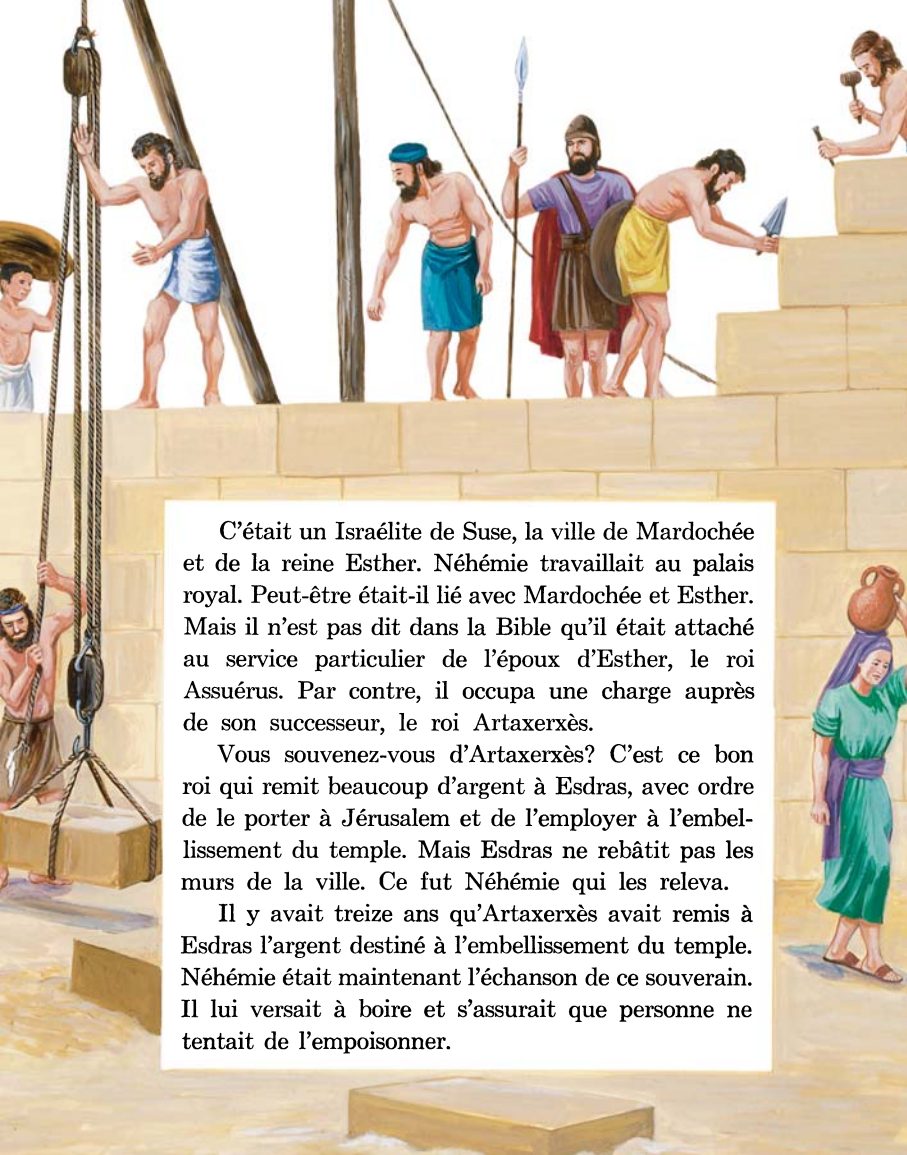 C'était un Israélite de Suse, la ville de Mardochée
et de la reine Esther. Néhémie travaillait au palais
royal. Peut-être était-il lié avec Mardochée et Esther.
Mais il n'est pas dit dans la Bible qu'il était attaché
au service particulier de l'époux d'Esther, le roi
Assuérus. Par contre, il occupa une charge auprès
de son successeur, le roi Artaxerxès.
Vous souvenez-vous d'Artaxerxès? C'est ce bon
roi qui remit beaucoup d'argent à Esdras, avec ordre
de le porter à Jérusalem et de l'employer à l'embel-
lissement du temple. Mais Esdras ne rebâtit pas les
murs de la ville. Ce fut Néhémie qui les releva.
Il y avait treize ans qu'Artaxerxès avait remis à
Esdras l'argent destiné à l'embellissement du temple.
Néhémie était maintenant l'échanson de ce souverain.
Il lui versait à boire et s'assurait que personne ne
tentait de l'empoisonner.